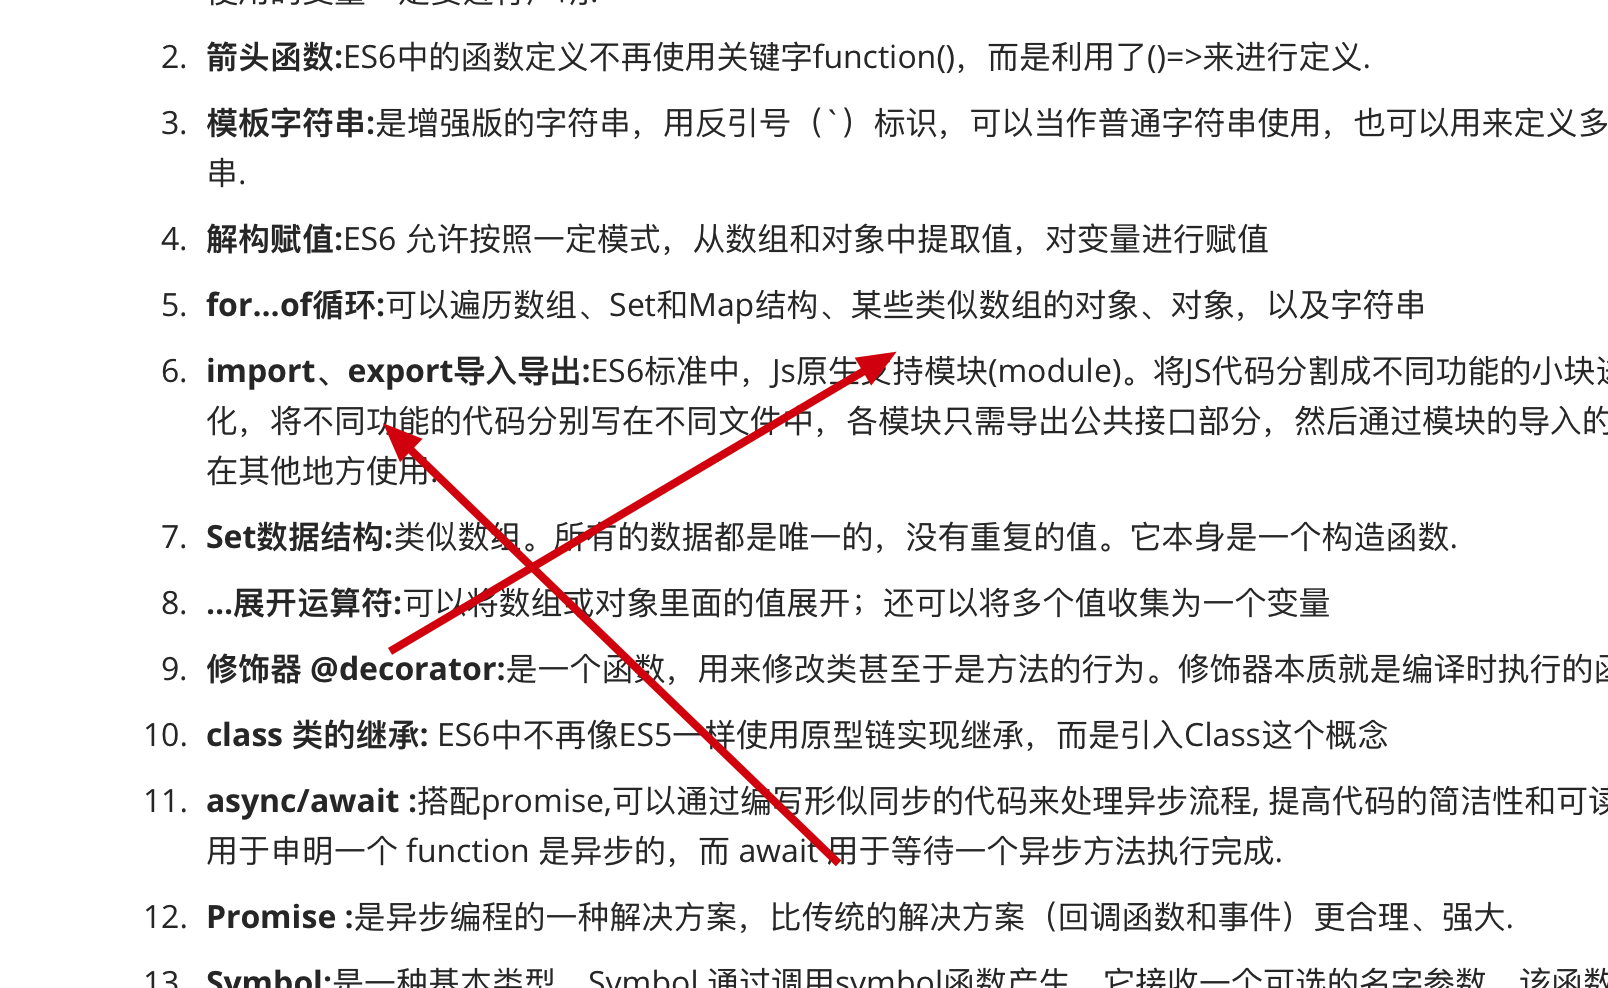 2. 箭头函数:ES6中的函数定义不再使用关键字function()，而是利用了()=>来进行定义.
3. 模板字符串:是增强版的字符串，用反引号（`）标识，可以当作普通字符串使用，也可以用来定义多
串.
4. 解构赋值:ES6 允许按照一定模式，从数组和对象中提取值，对变量进行赋值
5. for...of循环:可以遍历数组、Set和Map结构、某些类似数组的对象、对象，以及字符串
6. import、export导入导出:ES6标准中，Js原生支持模块(module)。将JS代码分割成不同功能的小块
化，将不同功能的代码分别写在不同文件中，各模块只需导出公共接口部分，然后通过模块的导入的
在其他地方使用.
7. Set数据结构:类似数组。所有的数据都是唯一的，没有重复的值。它本身是一个构造函数.
8. ...展开运算符:可以将数组或对象里面的值展开；还可以将多个值收集为一个变量
9. 修饰器 @decorator:是一个函数，用来修改类甚至于是方法的行为。修饰器本质就是编译时执行的
10. class 类的继承: ES6中不再像ES5一样使用原型链实现继承，而是引入Class这个概念
11. async/await :搭配promise,可以通过编写形似同步的代码来处理异步流程, 提高代码的简洁性和可
用于申明一个 function 是异步的，而 await 用于等待一个异步方法执行完成.
12. Promise :是异步编程的一种解决方案，比传统的解决方案（回调函数和事件）更合理、强大.
13. Symbol:是一种基本类型。Symbol 通过调用symbol函数产生，它接收一个可选的名字参数，该函数